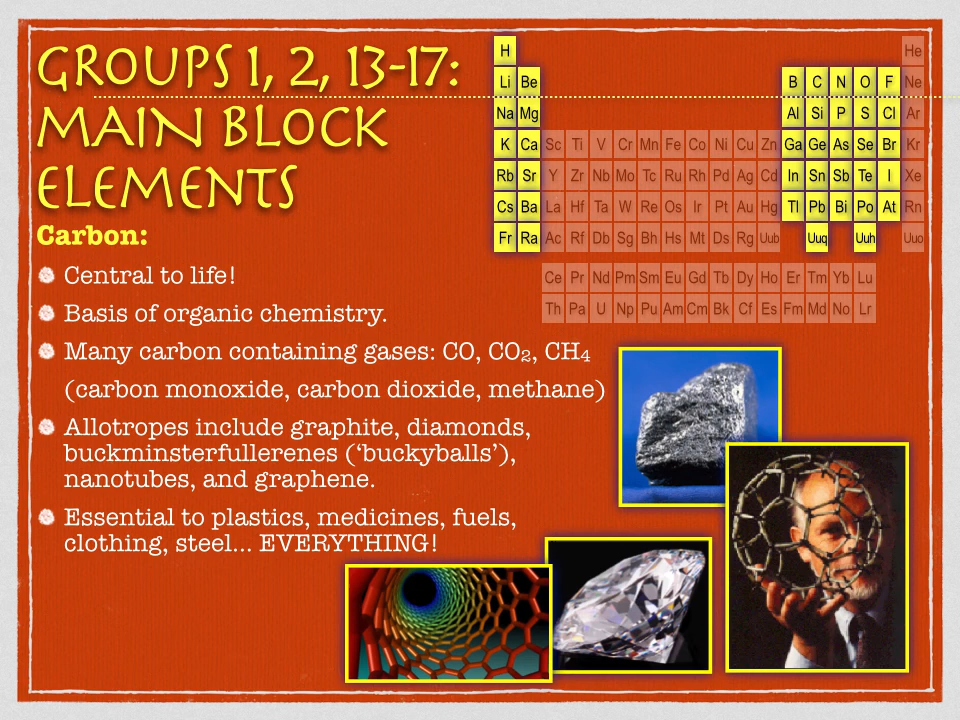 Groups 1, 2, 13-17:
Main Block
Elements
Carbon:
Central to life!
Basis of organic chemistry.
Many carbon containing gases: CO, CO₂, CH₄
(carbon monoxide, carbon dioxide, methane)
Allotropes include graphite, diamonds,
buckminsterfullerenes (‘buckyballs’),
nanotubes, and graphene.
Essential to plastics, medicines, fuels,
clothing, steel... EVERYTHING!
H He
Li Be B C N O F Ne
Na Mg Al Si P S Cl Ar
K Ca Sc Ti V Cr Mn Fe Co Ni Cu Zn Ga Ge As Se Br Kr
Rb Sr Y Zr Nb Mo Tc Ru Rh Pd Ag Cd In Sn Sb Te I Xe
Cs Ba La Hf Ta W Re Os Ir Pt Au Hg Tl Pb Bi Po At Rn
Fr Ra Ac Rf Db Sg Bh Hs Mt Ds Rg Uub Uuq Uuh Uuo
Ce Pr Nd Pm Sm Eu Gd Tb Dy Ho Er Tm Yb Lu
Th Pa U Np Pu Am Cm Bk Cf Es Fm Md No Lr